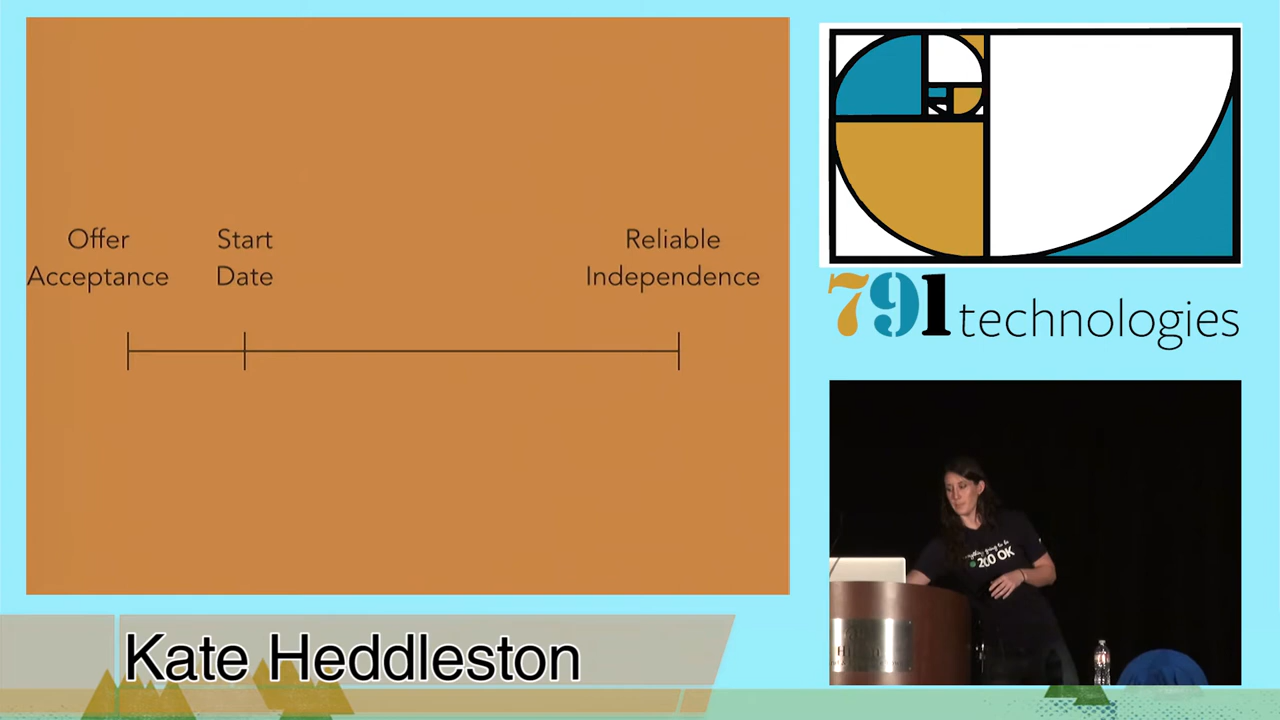 Offer
Acceptance
Start
Date
Reliable
Independence
791 technologies
200 OK
Kate Heddleston